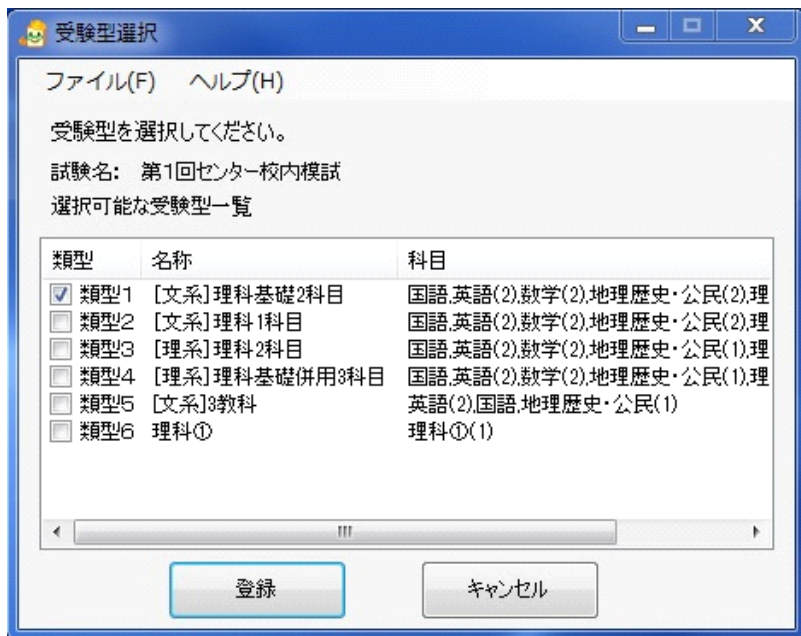 受験型選択
ファイル(F) ヘルプ(H)
受験型を選択してください。
試験名: 第1回センター校内模試
選択可能な受験型一覧
類型 名称 科目
類型1 [文系]理科基礎2科目 国語,英語(2),数学(2),地理歴史・公民(2),理
類型2 [文系]理科1科目 国語,英語(2),数学(2),地理歴史・公民(2),理
類型3 [理系]理科2科目 国語,英語(2),数学(2),地理歴史・公民(1),理
類型4 [理系]理科基礎併用3科目 国語,英語(2),数学(2),地理歴史・公民(1),理
類型5 [文系]3教科 英語(2),国語,地理歴史・公民(1)
類型6 理科① 理科①(1)
登録 キャンセル